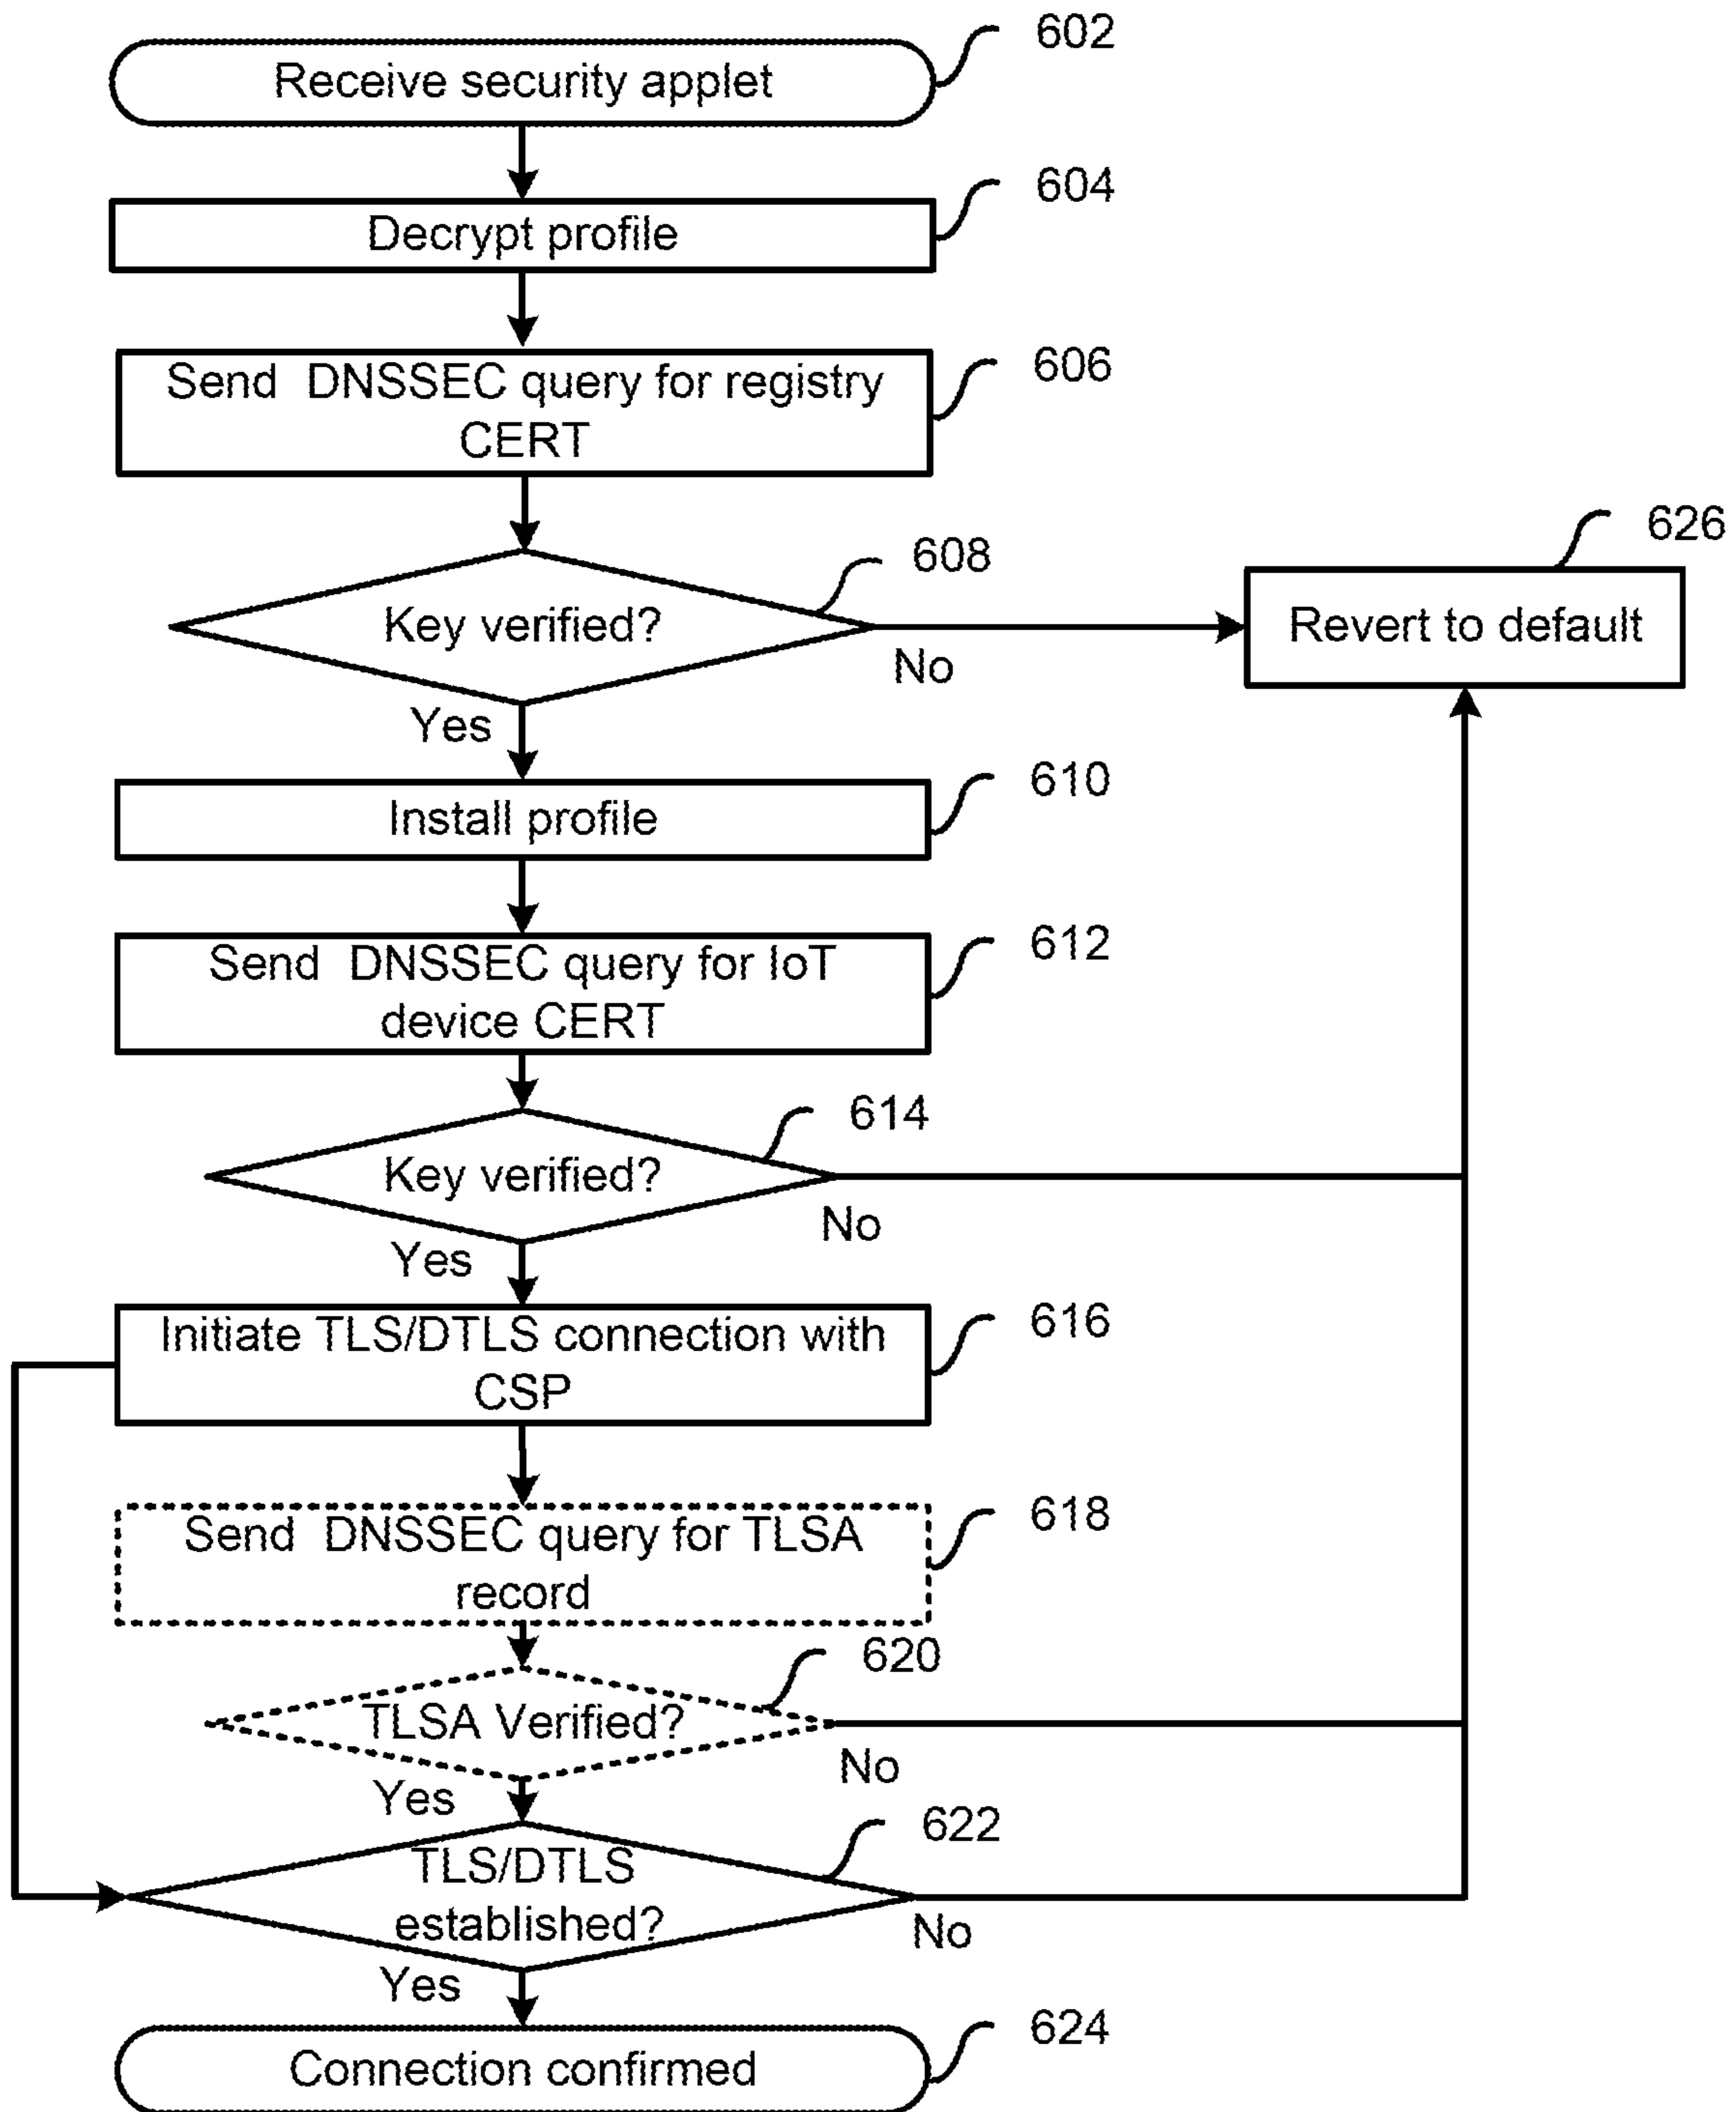 602
Receive security applet
604
Decrypt profile
606
Send DNSSEC query for registry
CERT
608
Key verified?
No
Yes
626
Revert to default
610
Install profile
612
Send DNSSEC query for IoT
device CERT
614
Key verified?
No
Yes
616
Initiate TLS/DTLS connection with
CSP
618
Send DNSSEC query for TLSA
record
620
TLSA Verified?
No
Yes
622
TLS/DTLS
established?
No
Yes
624
Connection confirmed